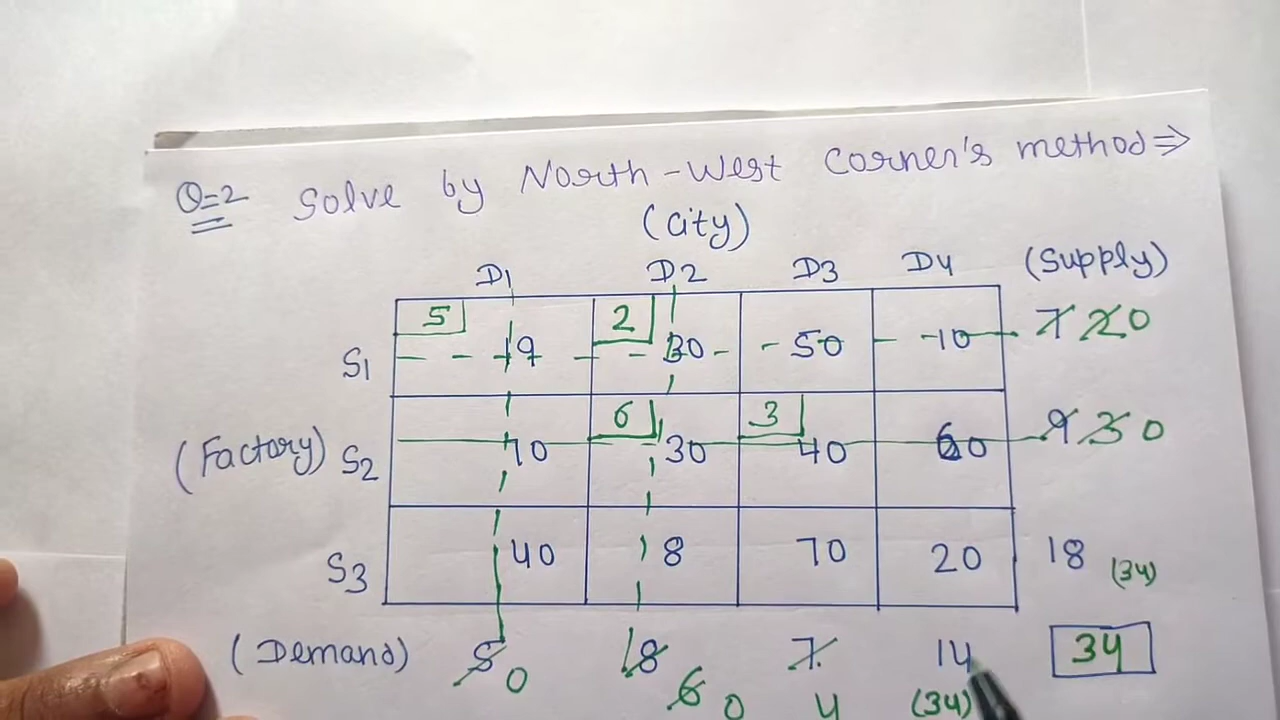 Q=2 Solve by North-West Corner's method⇒
(City)
D1 D2 D3 D4 (Supply)
5 2
S1 19 30 50 10 7 2 0
6 3
(Factory) S2 70 30 40 60 9 3 0
S3 40 8 70 20 18 (34)
(Demand) 5 0 8 6 0 7 4 14 (34) 34